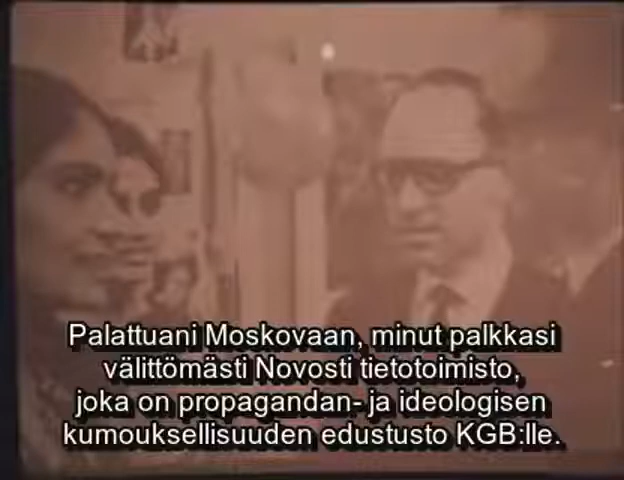 Palattuani Moskovaan, minut palkkasi
välittömästi Novosti tietotoimisto,
joka on propagandan- ja ideologisen
kumouksellisuuden edustusto KGB:lle.